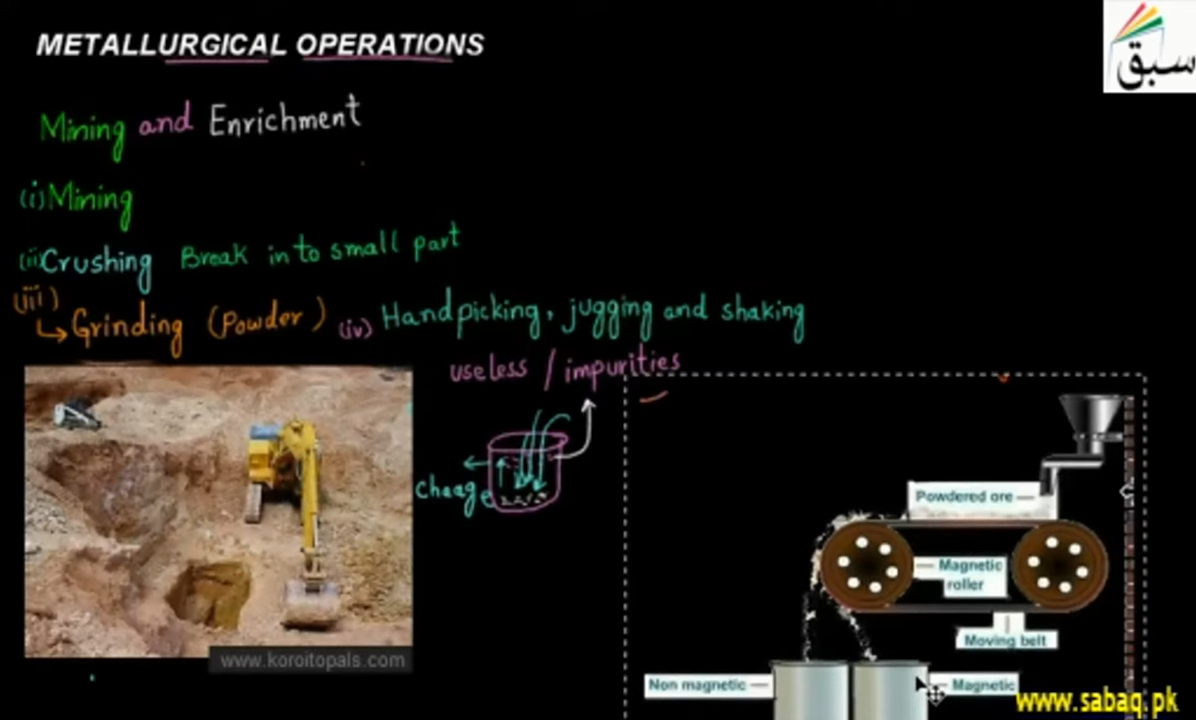 METALLURGICAL OPERATIONS
سبق
Mining and Enrichment
(i) Mining
(ii) Crushing Break in to small part
(iii)
Grinding (Powder) (iv) Handpicking, jugging and shaking
useless / impurities
Chaage
Powdered ore
Magnetic
roller
Moving belt
Non magnetic
Magnetic
www.koroitopals.com
www.sabaq.pk